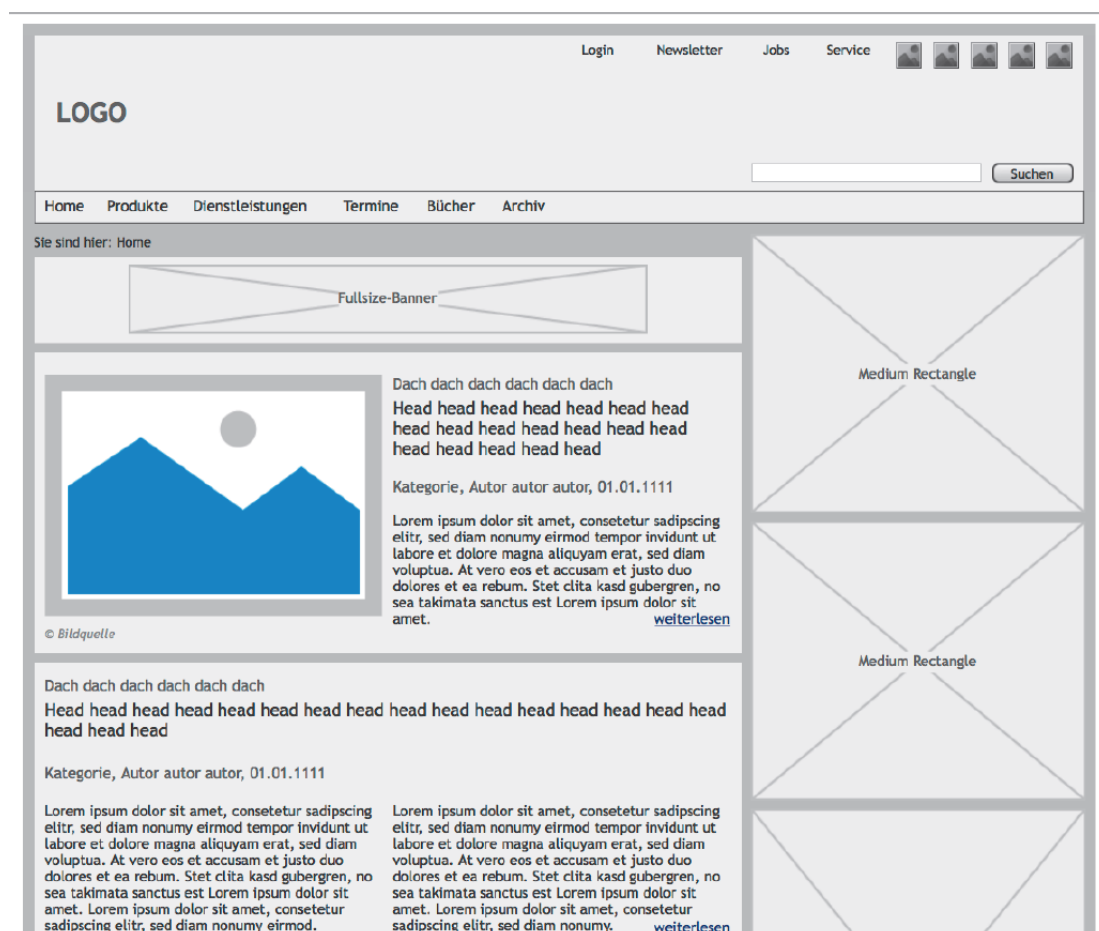 Login Newsletter Jobs Service
LOGO
Suchen
Home Produkte Dienstleistungen Termine Bücher Archiv
Sie sind hier: Home
Fullsize-Banner
Medium Rectangle
Dach dach dach dach dach dach
Head head head head head head head
head head head head head head head
head head head head head
Kategorie, Autor autor autor, 01.01.1111
Lorem ipsum dolor sit amet, consetetur sadipscing
elitr, sed diam nonumy eirmod tempor invidunt ut
labore et dolore magna aliquyam erat, sed diam
voluptua. At vero eos et accusam et justo duo
dolores et ea rebum. Stet clita kasd gubergren, no
sea takimata sanctus est Lorem ipsum dolor sit
amet. weiterlesen
© Bildquelle
Medium Rectangle
Dach dach dach dach dach dach
Head head head head head head head head head head head head head head head head
head head head
Kategorie, Autor autor autor, 01.01.1111
Lorem ipsum dolor sit amet, consetetur sadipscing
elitr, sed diam nonumy eirmod tempor invidunt ut
labore et dolore magna aliquyam erat, sed diam
voluptua. At vero eos et accusam et justo duo
dolores et ea rebum. Stet clita kasd gubergren, no
sea takimata sanctus est Lorem ipsum dolor sit
amet. Lorem ipsum dolor sit amet, consetetur
sadipscing elitr, sed diam nonumy eirmod.
Lorem ipsum dolor sit amet, consetetur sadipscing
elitr, sed diam nonumy eirmod tempor invidunt ut
labore et dolore magna aliquyam erat, sed diam
voluptua. At vero eos et accusam et justo duo
dolores et ea rebum. Stet clita kasd gubergren, no
sea takimata sanctus est Lorem ipsum dolor sit
amet. Lorem ipsum dolor sit amet, consetetur
sadipscing elitr, sed diam nonumy. weiterlesen